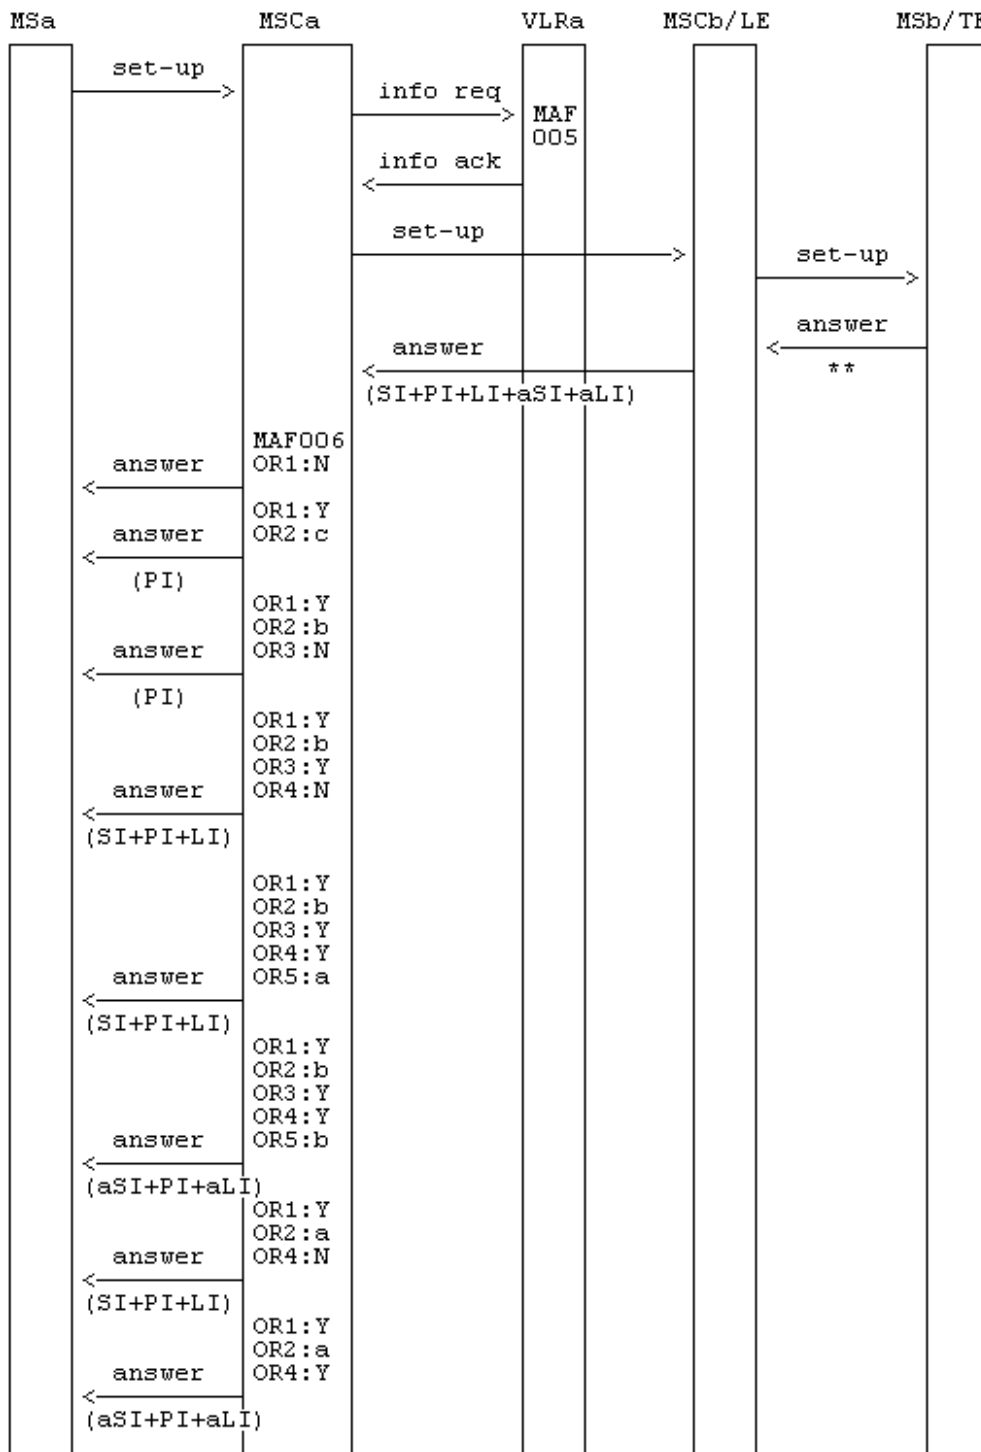 MSa MSCa VLRa MSCb/LE MSb/TE
set-up
info req
MAF
005
info ack
set-up
set-up
answer
answer
**
(SI+PI+LI+aSI+aLI)
MAF006
answer OR1:N
OR1:Y
answer OR2:c
(PI)
OR1:Y
OR2:b
answer OR3:N
(PI)
OR1:Y
OR2:b
OR3:Y
answer OR4:N
(SI+PI+LI)
OR1:Y
OR2:b
OR3:Y
OR4:Y
answer OR5:a
(SI+PI+LI)
OR1:Y
OR2:b
OR3:Y
OR4:Y
answer OR5:b
(aSI+PI+aLI)
OR1:Y
OR2:a
answer OR4:N
(SI+PI+LI)
OR1:Y
OR2:a
answer OR4:Y
(aSI+PI+aLI)